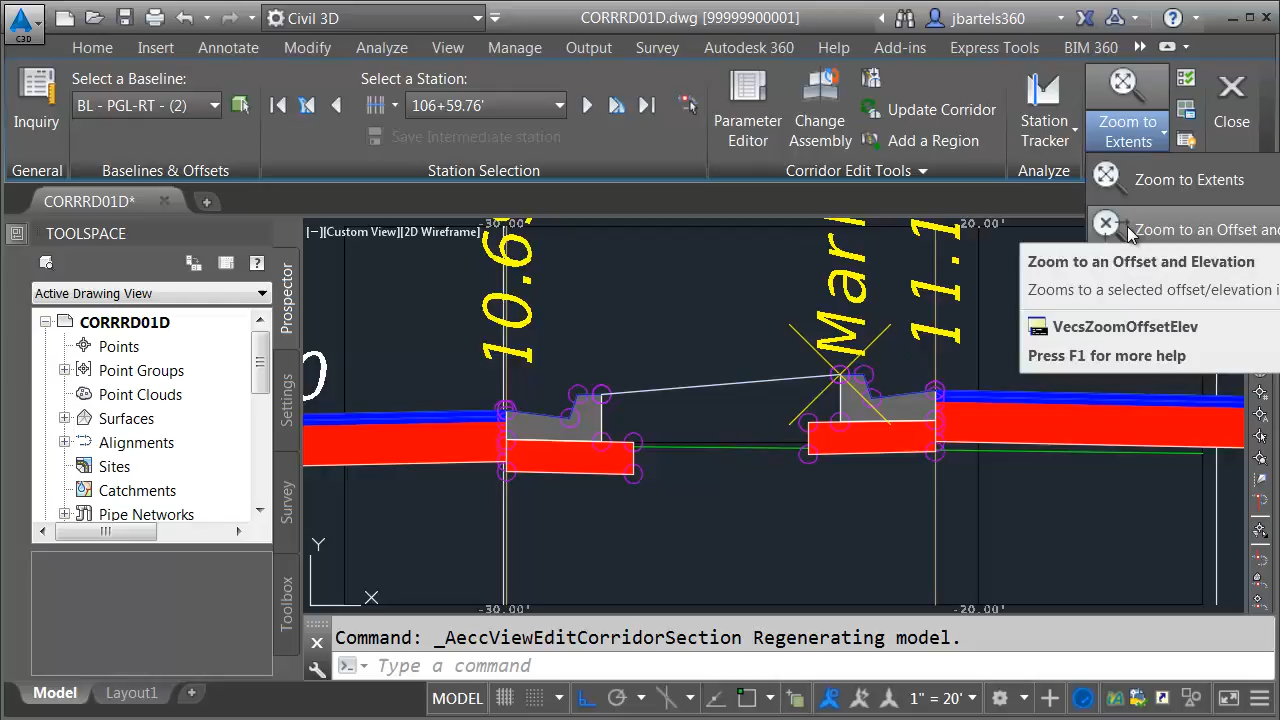 C3D
Civil 3D
CORRRD01D.dwg [99999900001]
jbartels360
Home
Insert
Annotate
Modify
Analyze
View
Manage
Output
Survey
Autodesk 360
Help
Add-ins
Express Tools
BIM 360
Select a Baseline:
Select a Station:
BL - PGL-RT - (2)
106+59.76'
Save Intermediate station
Inquiry
Parameter
Editor
Change
Assembly
Update Corridor
Add a Region
Station
Tracker
Zoom to
Extents
Close
General
Baselines & Offsets
Station Selection
Corridor Edit Tools
Analyze
Zoom to Extents
Zoom to an Offset and
Zoom to an Offset and Elevation
Zooms to a selected offset/elevation i
VecsZoomOffsetElev
Press F1 for more help
CORRRD01D*
TOOLSPACE
Active Drawing View
CORRRD01D
Points
Point Groups
Point Clouds
Surfaces
Alignments
Sites
Catchments
Pipe Networks
Prospector
Settings
Survey
Toolbox
[−][Custom View][2D Wireframe]
-30.00'
-20.00'
10.6
Mar
11.1
Y
X
-30.00'
-20.00'
Command: _AeccViewEditCorridorSection Regenerating model.
Type a command
Model
Layout1
MODEL
1" = 20'